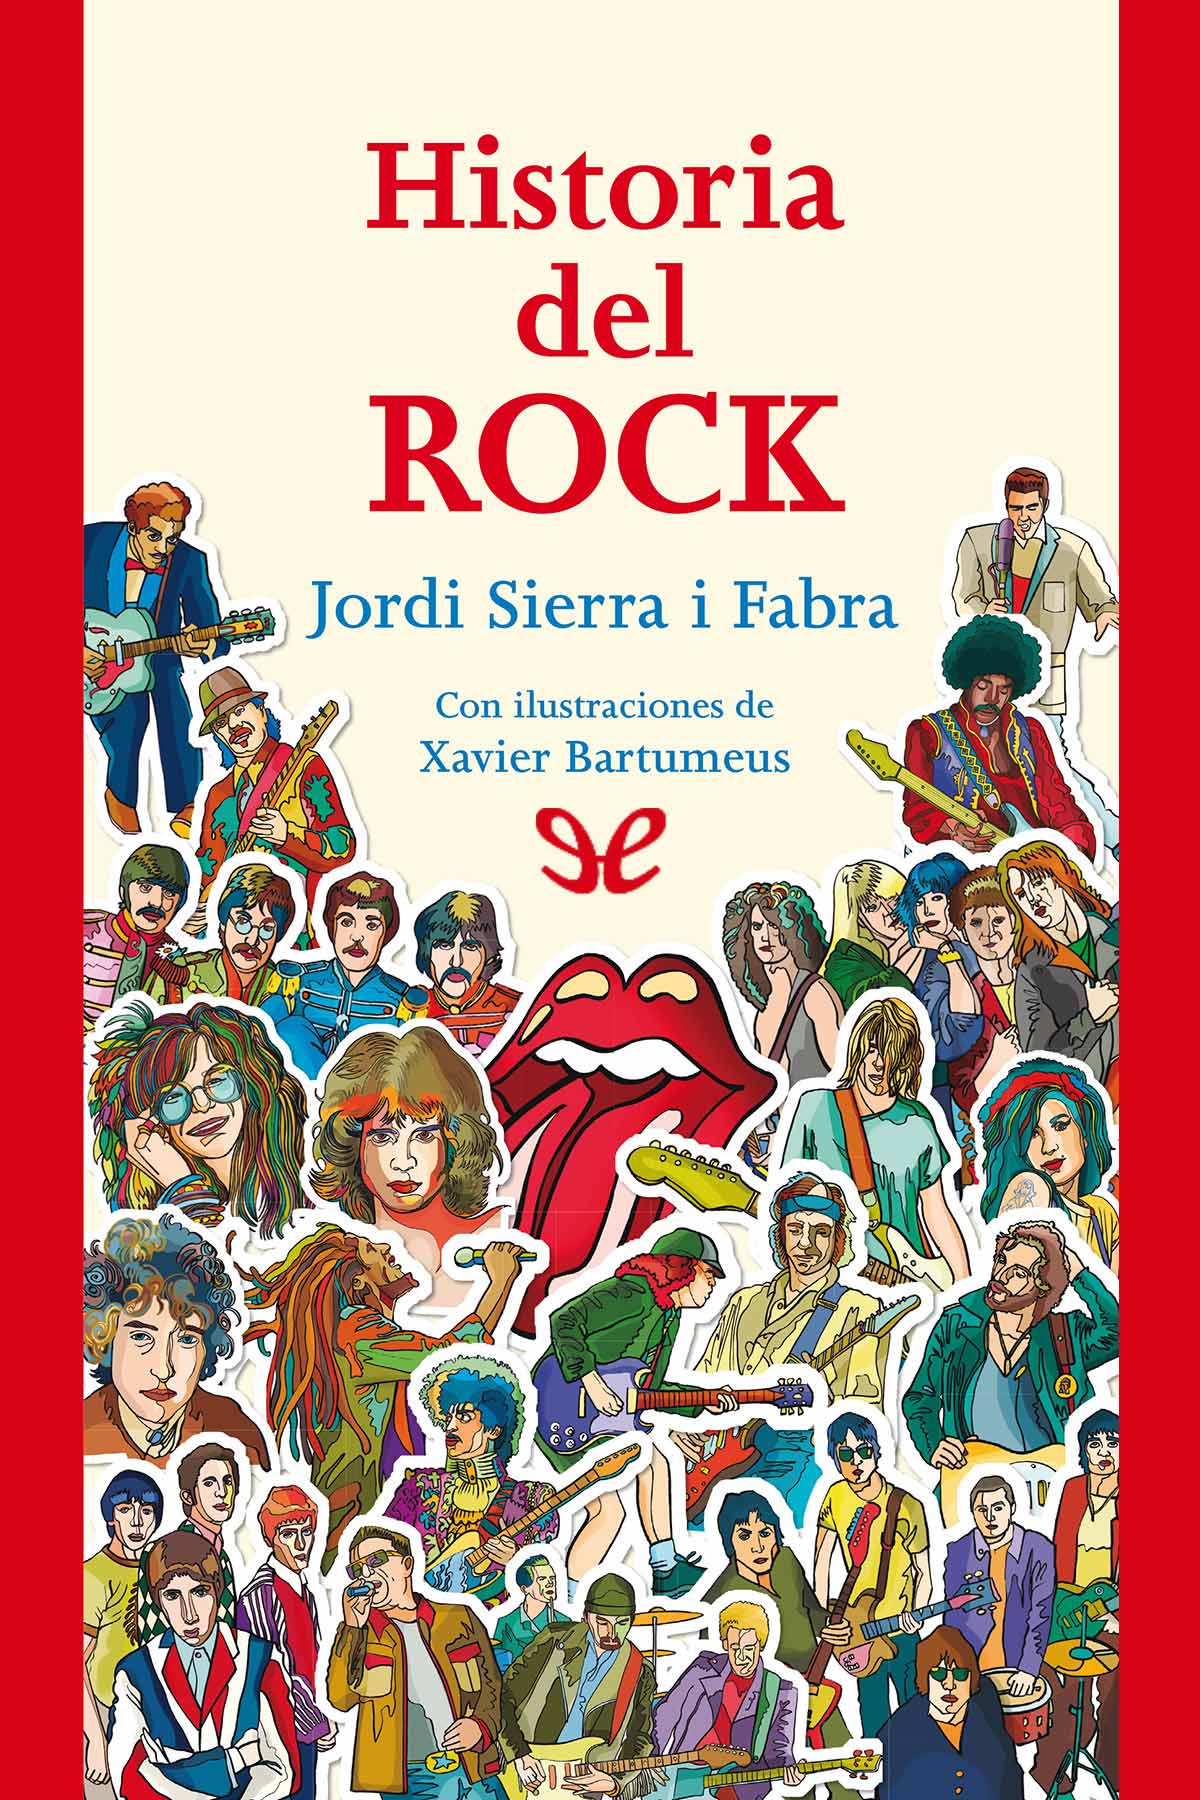 Historia
del
ROCK
Jordi Sierra i Fabra
Con ilustraciones de
Xavier Bartumeus